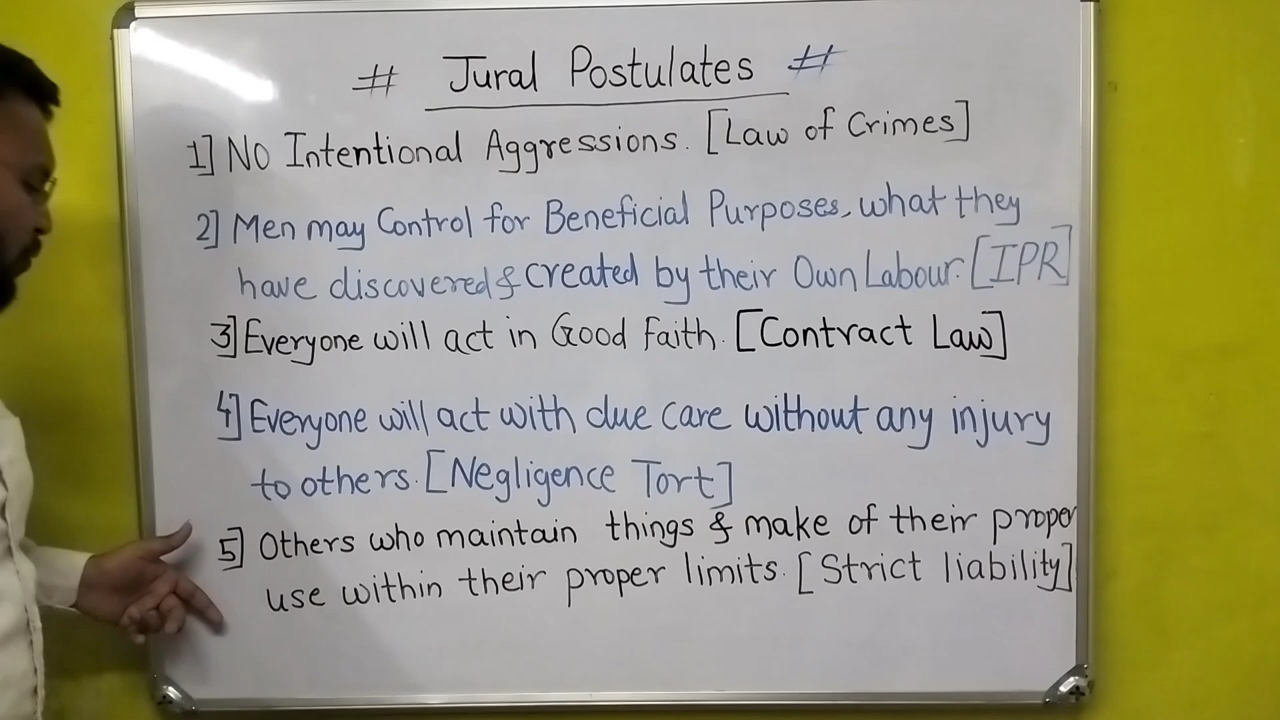 # Jural Postulates #
1] No Intentional Aggressions. [Law of Crimes]
2] Men may Control for Beneficial Purposes, what they
have discovered & created by their Own Labour. [IPR]
3] Everyone will act in Good faith. [Contract Law]
4] Everyone will act with due care without any injury
to others. [Negligence Tort]
5] Others who maintain things & make of their proper
use within their proper limits. [Strict liability]